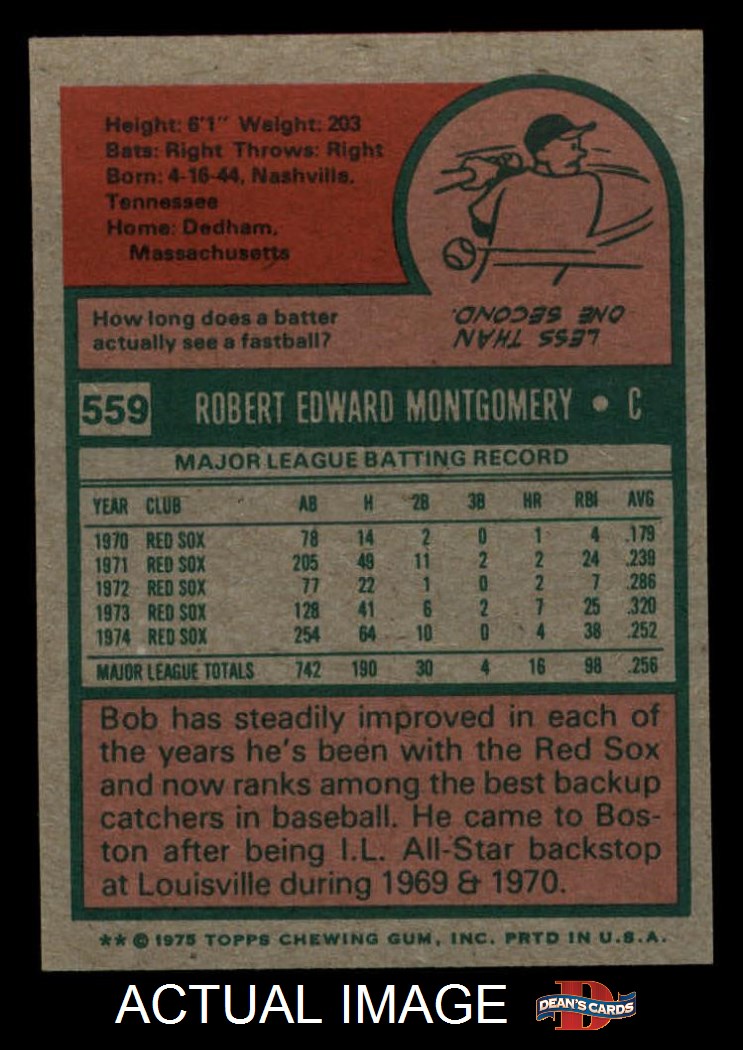 Height: 6'1" Weight: 203
Bats: Right Throws: Right
Born: 4-16-44, Nashville,
Tennessee
Home: Dedham,
Massachusetts
How long does a batter
actually see a fastball?
LESS THAN
ONE SECOND.
559 ROBERT EDWARD MONTGOMERY • C
MAJOR LEAGUE BATTING RECORD
YEAR CLUB AB H 2B 3B HR RBI AVG
1970 RED SOX 78 14 2 0 1 4 .179
1971 RED SOX 205 49 11 2 2 24 .239
1972 RED SOX 77 22 1 0 2 7 .286
1973 RED SOX 128 41 6 2 7 25 .320
1974 RED SOX 254 64 10 0 4 38 .252
MAJOR LEAGUE TOTALS 742 190 30 4 16 98 .256
Bob has steadily improved in each of
the years he's been with the Red Sox
and now ranks among the best backup
catchers in baseball. He came to Bos-
ton after being I.L. All-Star backstop
at Louisville during 1969 & 1970.
** © 1975 TOPPS CHEWING GUM, INC. PRTD IN U.S.A.
ACTUAL IMAGE
D
DEAN'S CARDS